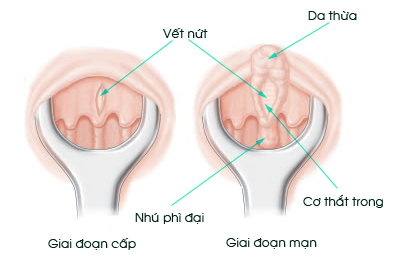 Da thừa
Vết nứt
Nhú phì đại
Cơ thắt trong
Giai đoạn cấp
Giai đoạn mạn